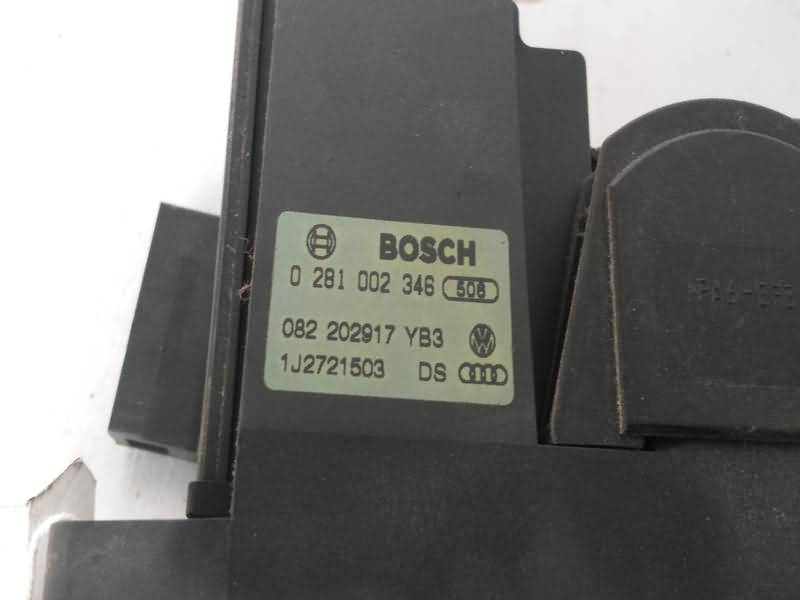 BOSCH
0 281 002 346 506
082 202917 YB3
1J2721503 DS